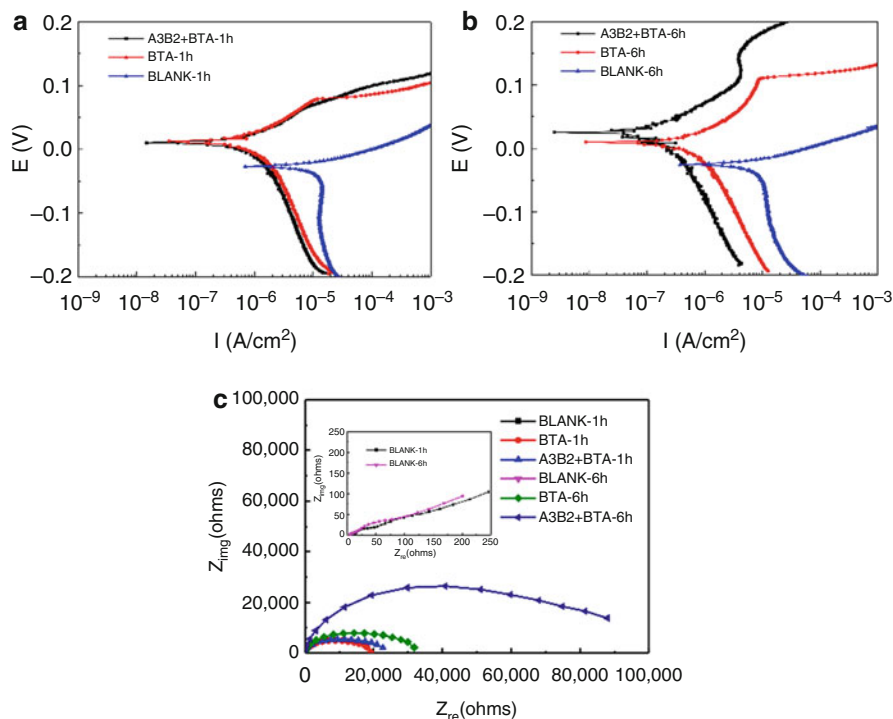 a
0.2
0.1
0.0
−0.1
−0.2
E (V)
A3B2+BTA-1h
BTA-1h
BLANK-1h
10⁻⁹ 10⁻⁸ 10⁻⁷ 10⁻⁶ 10⁻⁵ 10⁻⁴ 10⁻³
I (A/cm²)
b
0.2
0.1
0.0
−0.1
−0.2
E (V)
A3B2+BTA-6h
BTA-6h
BLANK-6h
10⁻⁹ 10⁻⁸ 10⁻⁷ 10⁻⁶ 10⁻⁵ 10⁻⁴ 10⁻³
I (A/cm²)
c
100,000
80,000
60,000
40,000
20,000
0
Zimg(ohms)
BLANK-1h
BTA-1h
A3B2+BTA-1h
BLANK-6h
BTA-6h
A3B2+BTA-6h
250
200
150
100
50
0
Zimg(ohms)
BLANK-1h
BLANK-6h
0 50 100 150 200 250
Zre(ohms)
0 20,000 40,000 60,000 80,000 100,000
Zre(ohms)